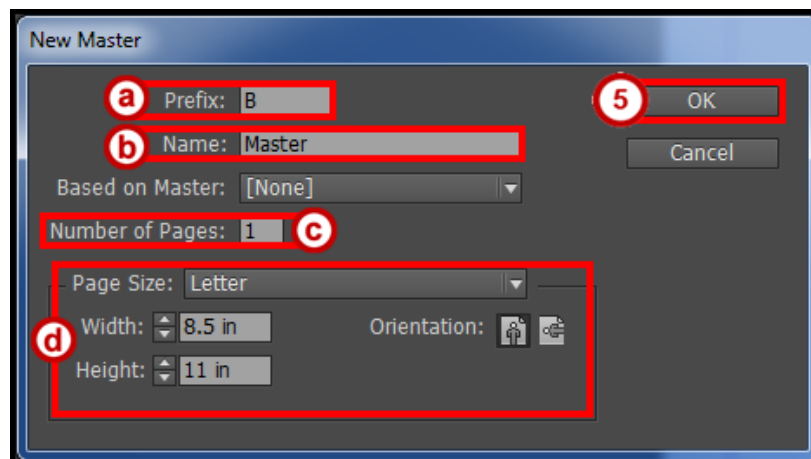 New Master
a Prefix: B
5 OK
b Name: Master
Cancel
Based on Master: [None]
Number of Pages: 1 c
Page Size: Letter
d Width: 8.5 in Orientation:
Height: 11 in